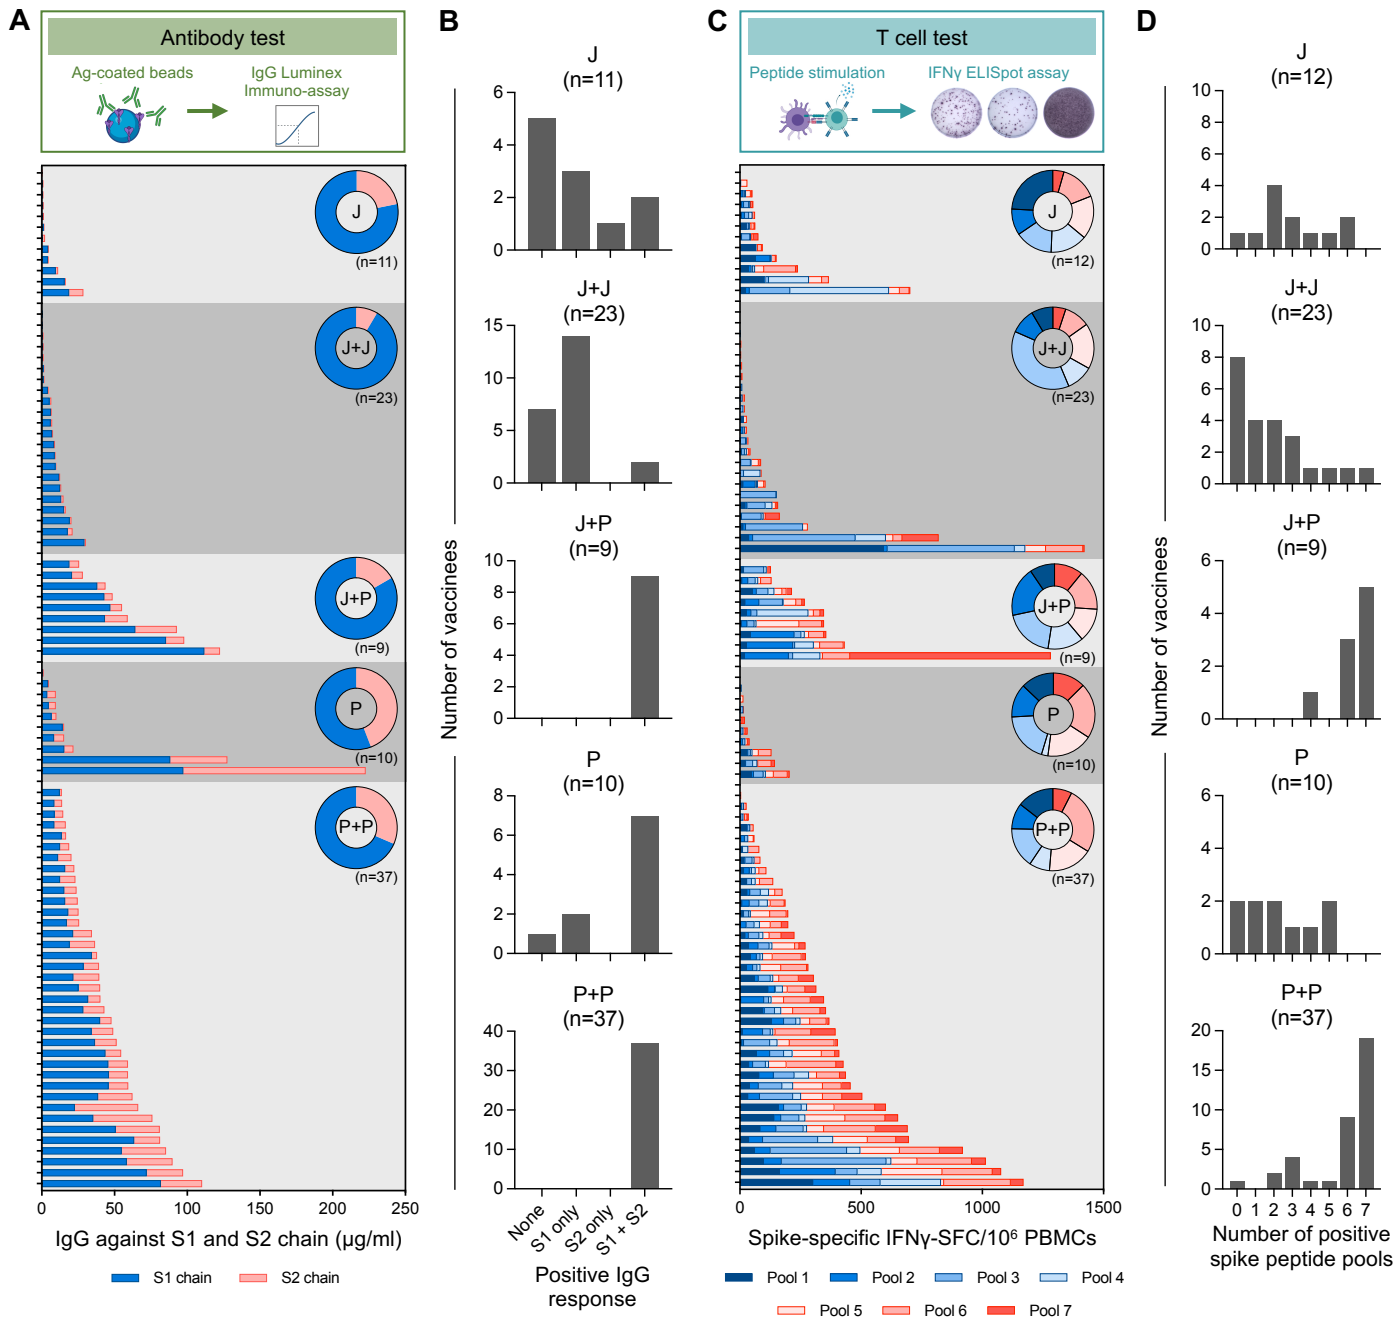 A
Antibody test
Ag-coated beads
IgG Luminex
Immuno-assay
J
(n=11)
J+J
(n=23)
J+P
(n=9)
P
(n=10)
P+P
(n=37)
0
50
100
150
200
250
IgG against S1 and S2 chain (μg/ml)
S1 chain
S2 chain
B
Number of vaccinees
J
(n=11)
6
4
2
0
J+J
(n=23)
15
10
5
0
J+P
(n=9)
10
8
6
4
2
0
P
(n=10)
8
6
4
2
0
P+P
(n=37)
40
30
20
10
0
None
S1 only
S2 only
S1 + S2
Positive IgG
response
C
T cell test
Peptide stimulation
IFNγ ELISpot assay
J
(n=12)
J+J
(n=23)
J+P
(n=9)
P
(n=10)
P+P
(n=37)
0
500
1000
1500
Spike-specific IFNγ-SFC/10⁶ PBMCs
Pool 1
Pool 2
Pool 3
Pool 4
Pool 5
Pool 6
Pool 7
D
Number of vaccinees
J
(n=12)
10
8
6
4
2
0
J+J
(n=23)
10
8
6
4
2
0
J+P
(n=9)
6
4
2
0
P
(n=10)
6
4
2
0
P+P
(n=37)
20
15
10
5
0
0 1 2 3 4 5 6 7
Number of positive
spike peptide pools